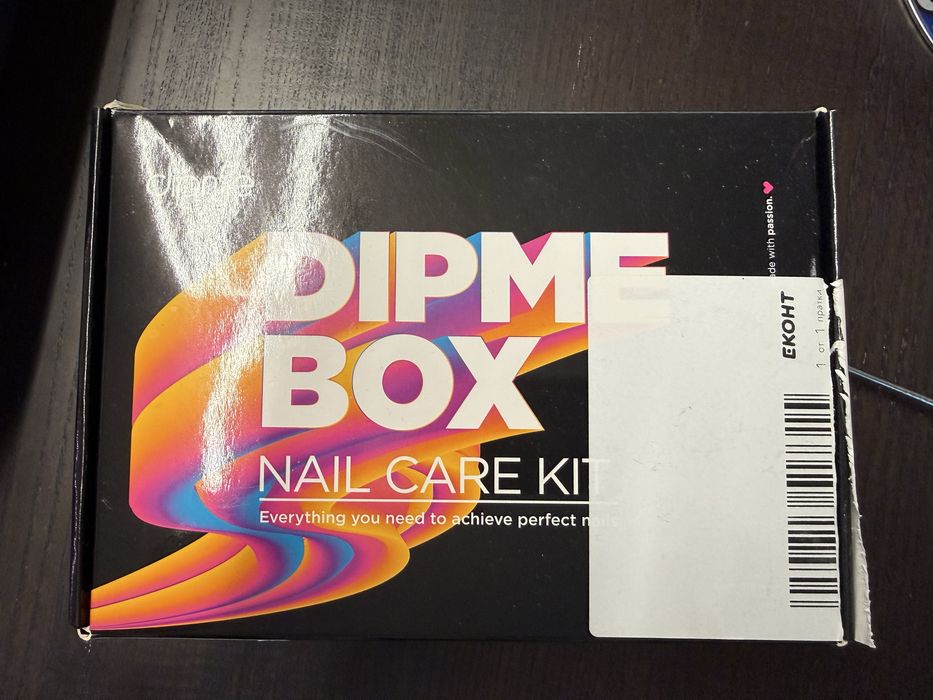 dipme
DIPME
BOX
NAIL CARE KIT
Everything you need to achieve perfect nails
with passion.
ЕКОНТ
1 от 1 пратки